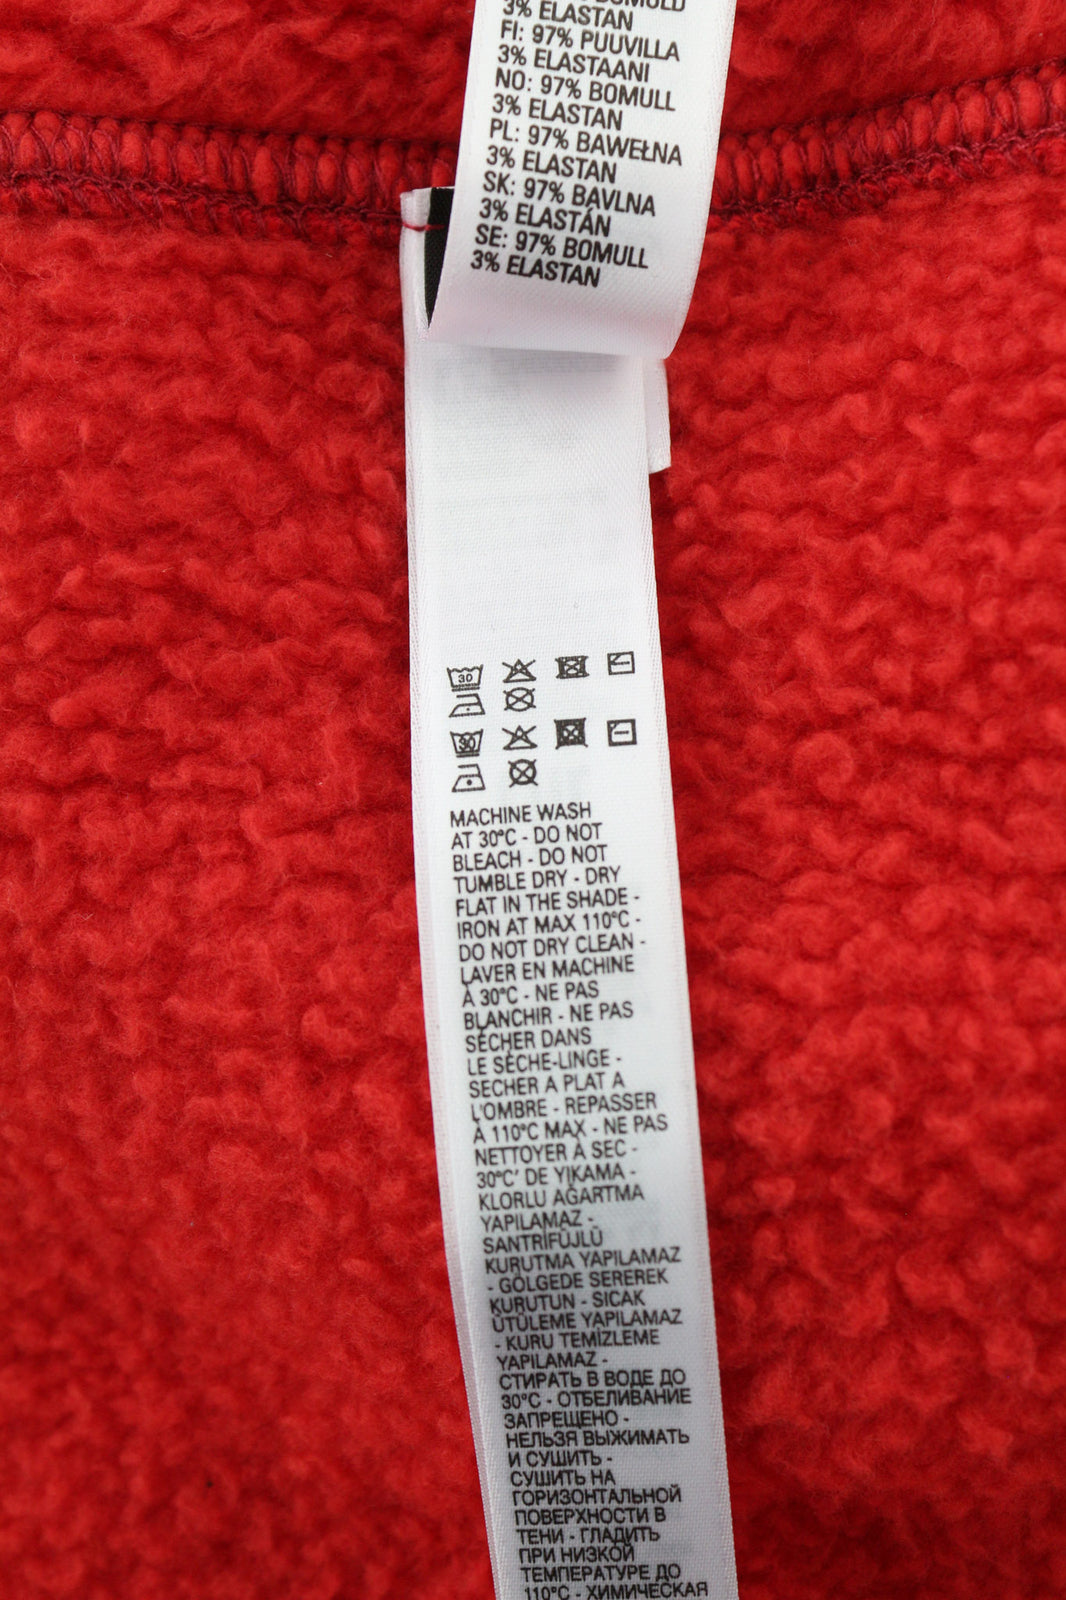 3% ELASTAN
FI: 97% PUUVILLA
3% ELASTAANI
NO: 97% BOMULL
3% ELASTAN
PL: 97% BAWEŁNA
3% ELASTAN
SK: 97% BAVLNA
3% ELASTÁN
SE: 97% BOMULL
3% ELASTAN
30
30
MACHINE WASH
AT 30°C - DO NOT
BLEACH - DO NOT
TUMBLE DRY - DRY
FLAT IN THE SHADE -
IRON AT MAX 110°C -
DO NOT DRY CLEAN -
LAVER EN MACHINE
À 30°C - NE PAS
BLANCHIR - NE PAS
SÉCHER DANS
LE SÈCHE-LINGE -
SECHER A PLAT A
L'OMBRE - REPASSER
À 110°C MAX - NE PAS
NETTOYER À SEC -
30°C' DE YIKAMA -
KLORLU AĞARTMA
YAPILAMAZ -
SANTRİFÜJLÜ
KURUTMA YAPILAMAZ
- GÖLGEDE SEREREK
KURUTUN - SICAK
ÜTÜLEME YAPILAMAZ
- KURU TEMİZLEME
YAPILAMAZ -
СТИРАТЬ В ВОДЕ ДО
30°C - ОТБЕЛИВАНИЕ
ЗАПРЕЩЕНО -
НЕЛЬЗЯ ВЫЖИМАТЬ
И СУШИТЬ -
СУШИТЬ НА
ГОРИЗОНТАЛЬНОЙ
ПОВЕРХНОСТИ В
ТЕНИ - ГЛАДИТЬ
ПРИ НИЗКОЙ
ТЕМПЕРАТУРЕ ДО
110°C - ХИМИЧЕСКАЯ